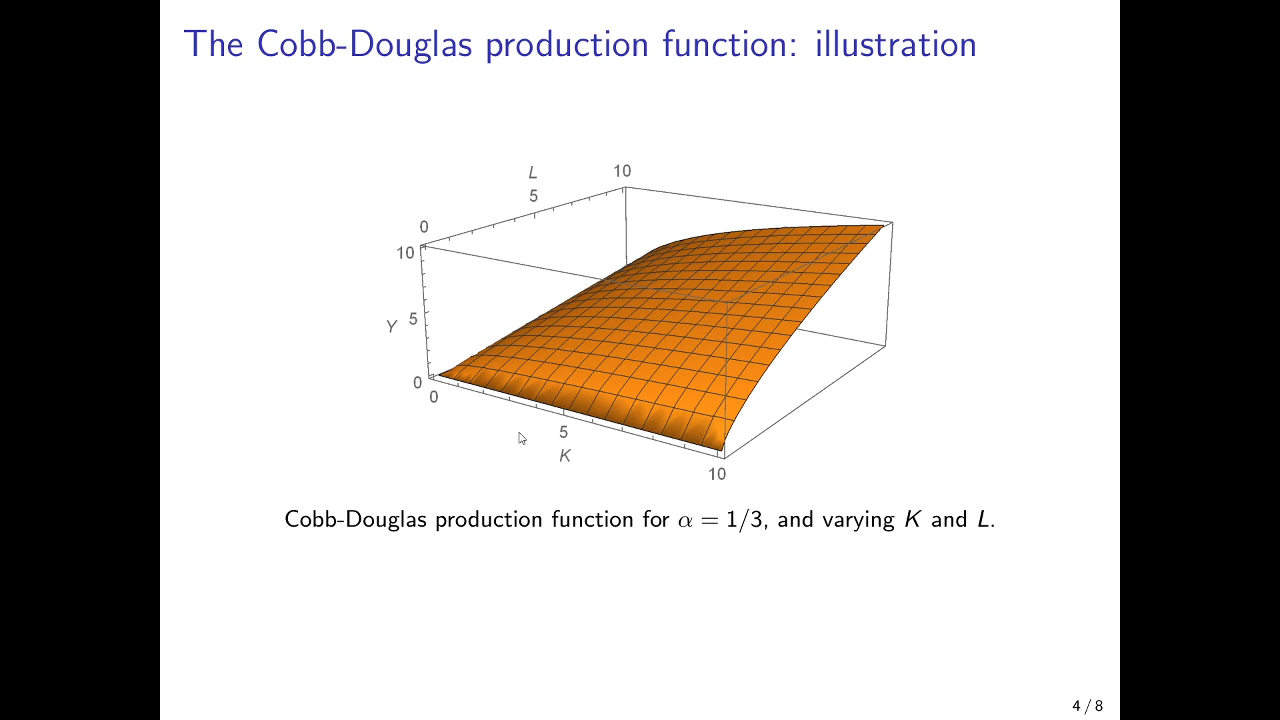 The Cobb-Douglas production function: illustration
L
10
5
0
10
Y
5
0
0
5
K
10
Cobb-Douglas production function for α = 1/3, and varying K and L.
4 / 8